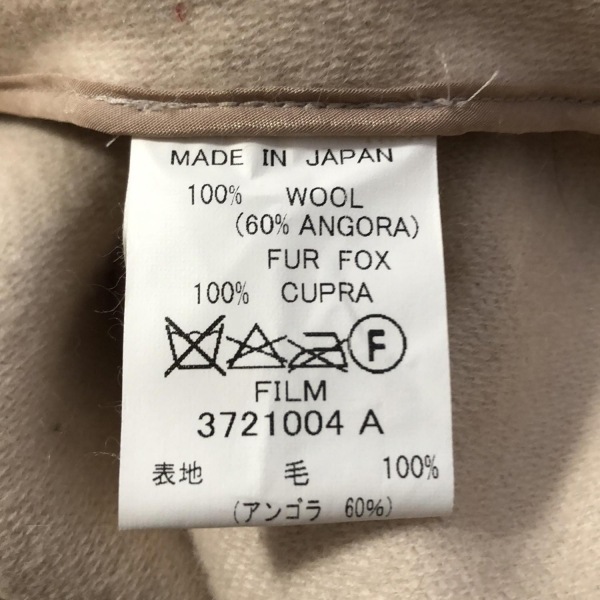 MADE IN JAPAN
100% WOOL
(60% ANGORA)
FUR FOX
100% CUPRA
F
FILM
3721004 A
表地 毛 100%
(アンゴラ 60%)